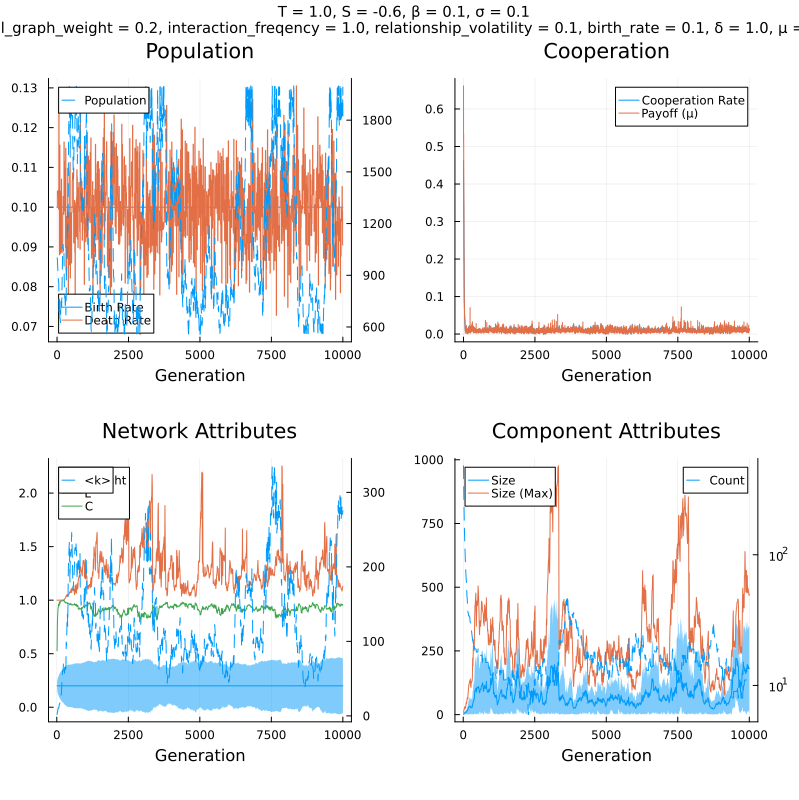 T = 1.0, S = -0.6, β = 0.1, σ = 0.1
l_graph_weight = 0.2, interaction_freqency = 1.0, relationship_volatility = 0.1, birth_rate = 0.1, δ = 1.0, μ =
Population Cooperation
0.13
0.12
0.11
0.10
0.09
0.08
0.07
Population
Birth Rate
Death Rate
1800
1500
1200
900
600
0 2500 5000 7500 10000
Generation
0.6
0.5
0.4
0.3
0.2
0.1
0.0
Cooperation Rate
Payoff (μ)
0 2500 5000 7500 10000
Generation
Network Attributes Component Attributes
2.0
1.5
1.0
0.5
0.0
<k> ht
C
300
200
100
0
0 2500 5000 7500 10000
Generation
1000
750
500
250
0
Size
Size (Max)
Count
10²
10¹
0 2500 5000 7500 10000
Generation